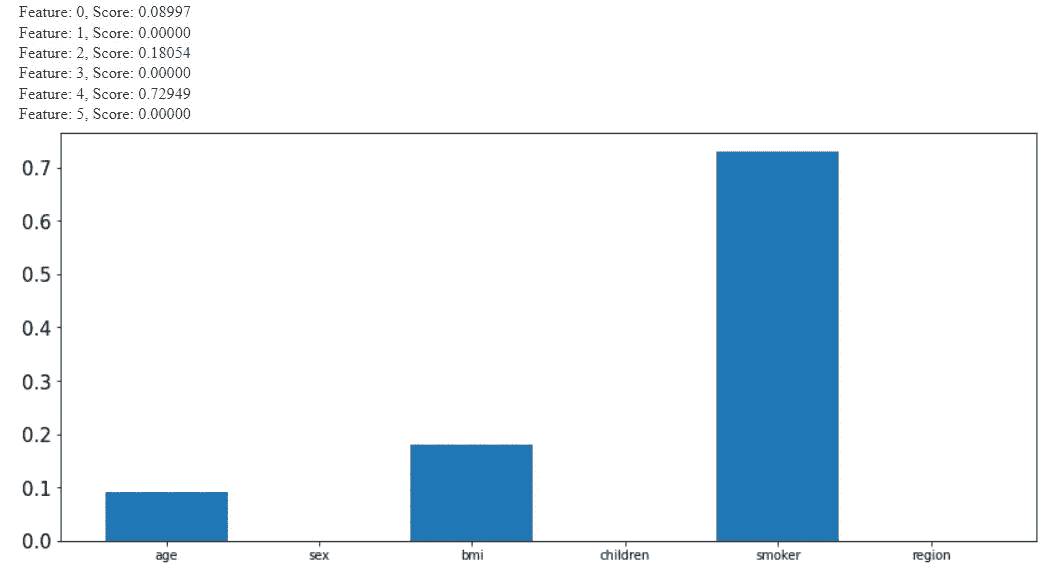 Feature: 0, Score: 0.08997
Feature: 1, Score: 0.00000
Feature: 2, Score: 0.18054
Feature: 3, Score: 0.00000
Feature: 4, Score: 0.72949
Feature: 5, Score: 0.00000
0.7
0.6
0.5
0.4
0.3
0.2
0.1
0.0
age sex bmi children smoker region